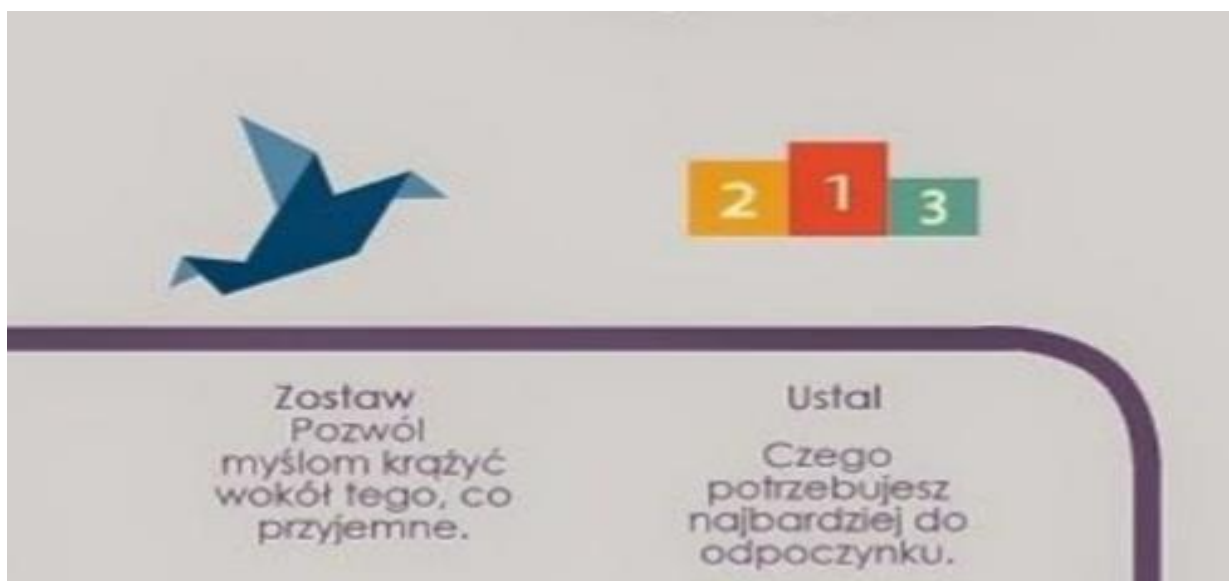 2 1 3
Zostaw
Pozwól
myślom krążyć
wokół tego, co
przyjemne.
Ustal
Czego
potrzebujesz
najbardziej do
odpoczynku.